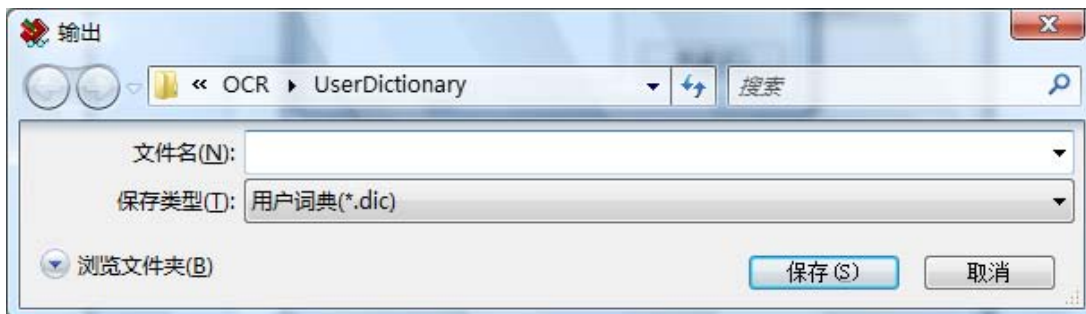 输出
« OCR ▸ UserDictionary 搜索
文件名(N):
保存类型(T): 用户词典(*.dic)
浏览文件夹(B)
保存(S) 取消